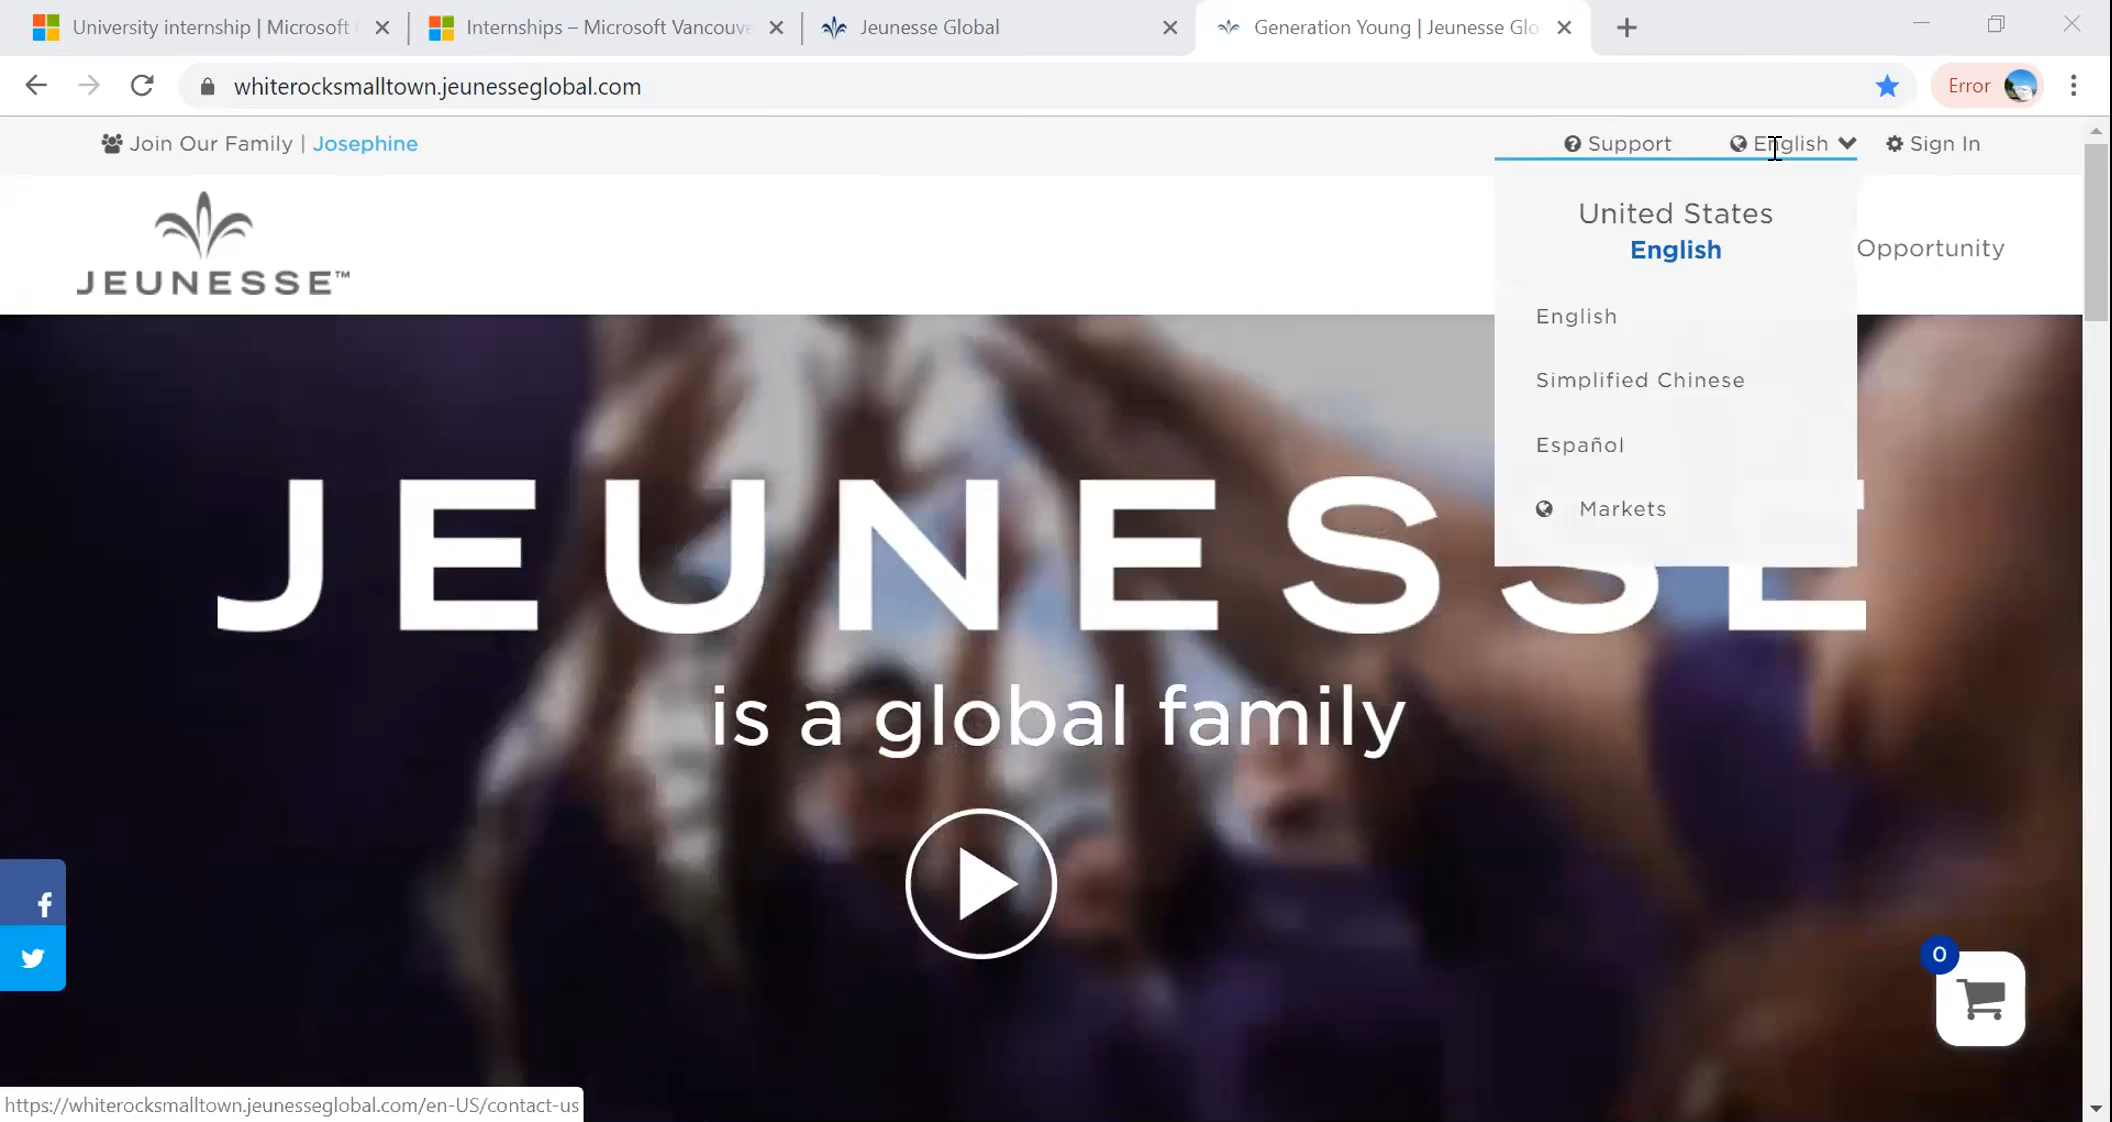 University internship | Microsoft
Internships – Microsoft Vancouve
Jeunesse Global
Generation Young | Jeunesse Glo
whiterocksmalltown.jeunesseglobal.com
Error
Join Our Family | Josephine
Support
English
Sign In
JEUNESSE™
United States
English
Opportunity
English
Simplified Chinese
Español
Markets
JEUNESSE
is a global family
f
0
https://whiterocksmalltown.jeunesseglobal.com/en-US/contact-us